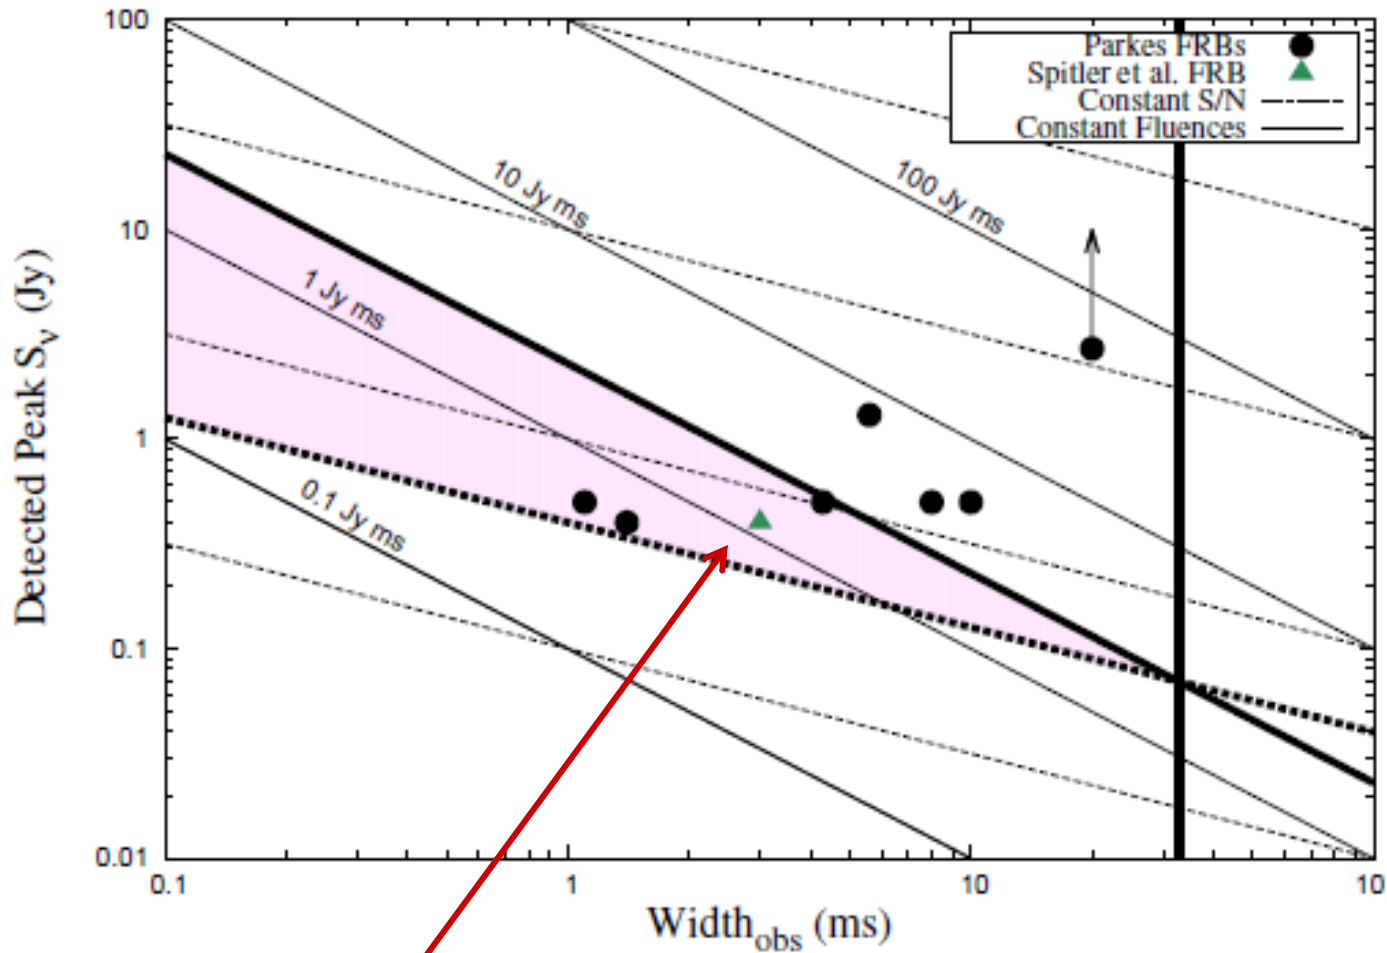 100
10
1
0.1
0.01
Detected Peak Sν (Jy)
Parkes FRBs
Spitler et al. FRB
Constant S/N
Constant Fluences
100 Jy ms
10 Jy ms
1 Jy ms
0.1 Jy ms
0.1
1
10
10
Widthobs (ms)